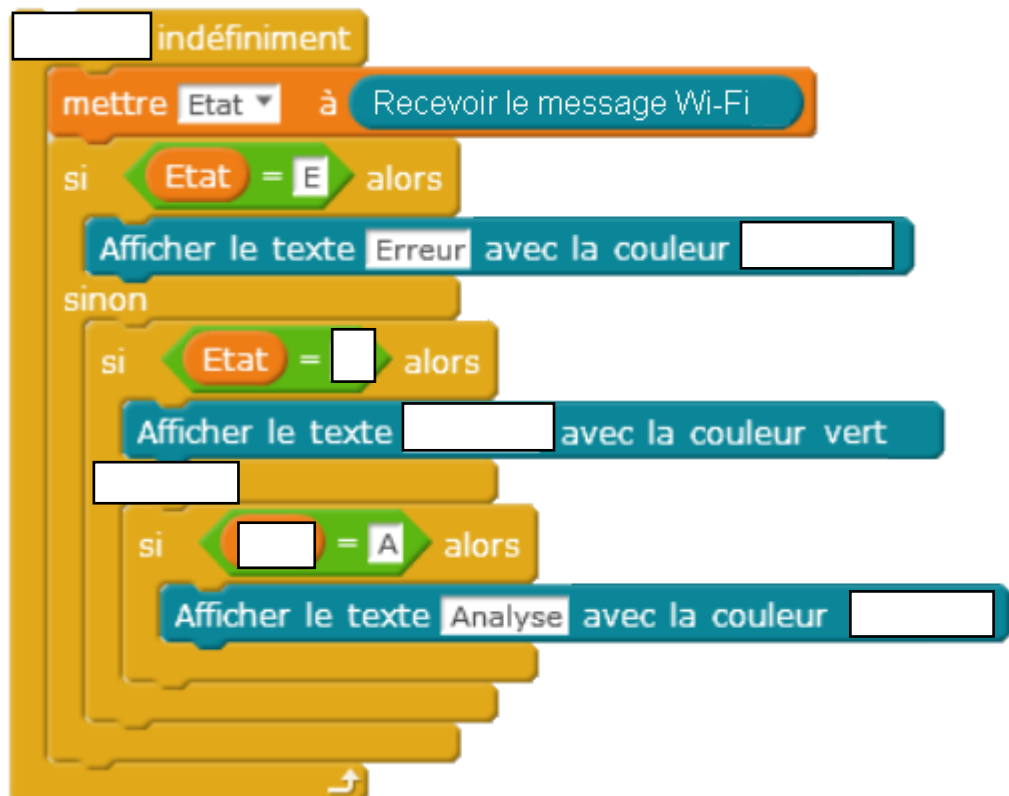 indéfiniment
mettre Etat à Recevoir le message Wi-Fi
si Etat = E alors
Afficher le texte Erreur avec la couleur
sinon
si Etat = alors
Afficher le texte avec la couleur vert
si = A alors
Afficher le texte Analyse avec la couleur